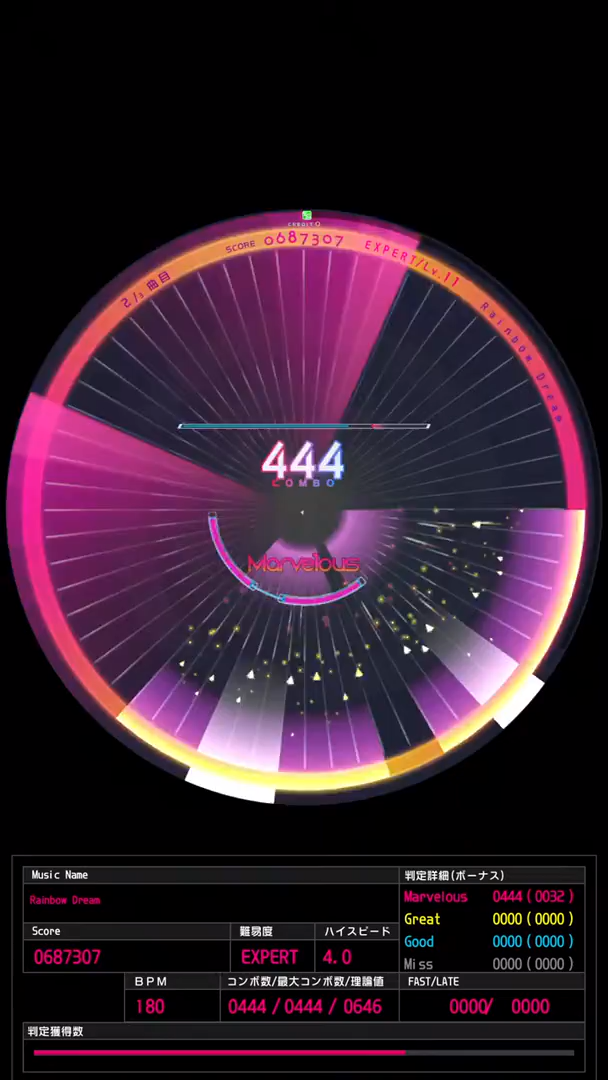 CREDIT 0
2/3 曲目
SCORE 0687307
EXPERT/Lv.11
Rainbow Dream
444
COMBO
Marvelous
Music Name
Rainbow Dream
Score
0687307
難易度
EXPERT
ハイスピード
4.0
判定詳細(ボーナス)
Marvelous 0444 ( 0032 )
Great 0000 ( 0000 )
Good 0000 ( 0000 )
Miss 0000 ( 0000 )
BPM
180
コンボ数/最大コンボ数/理論値
0444 / 0444 / 0646
FAST/LATE
0000/ 0000
判定獲得数